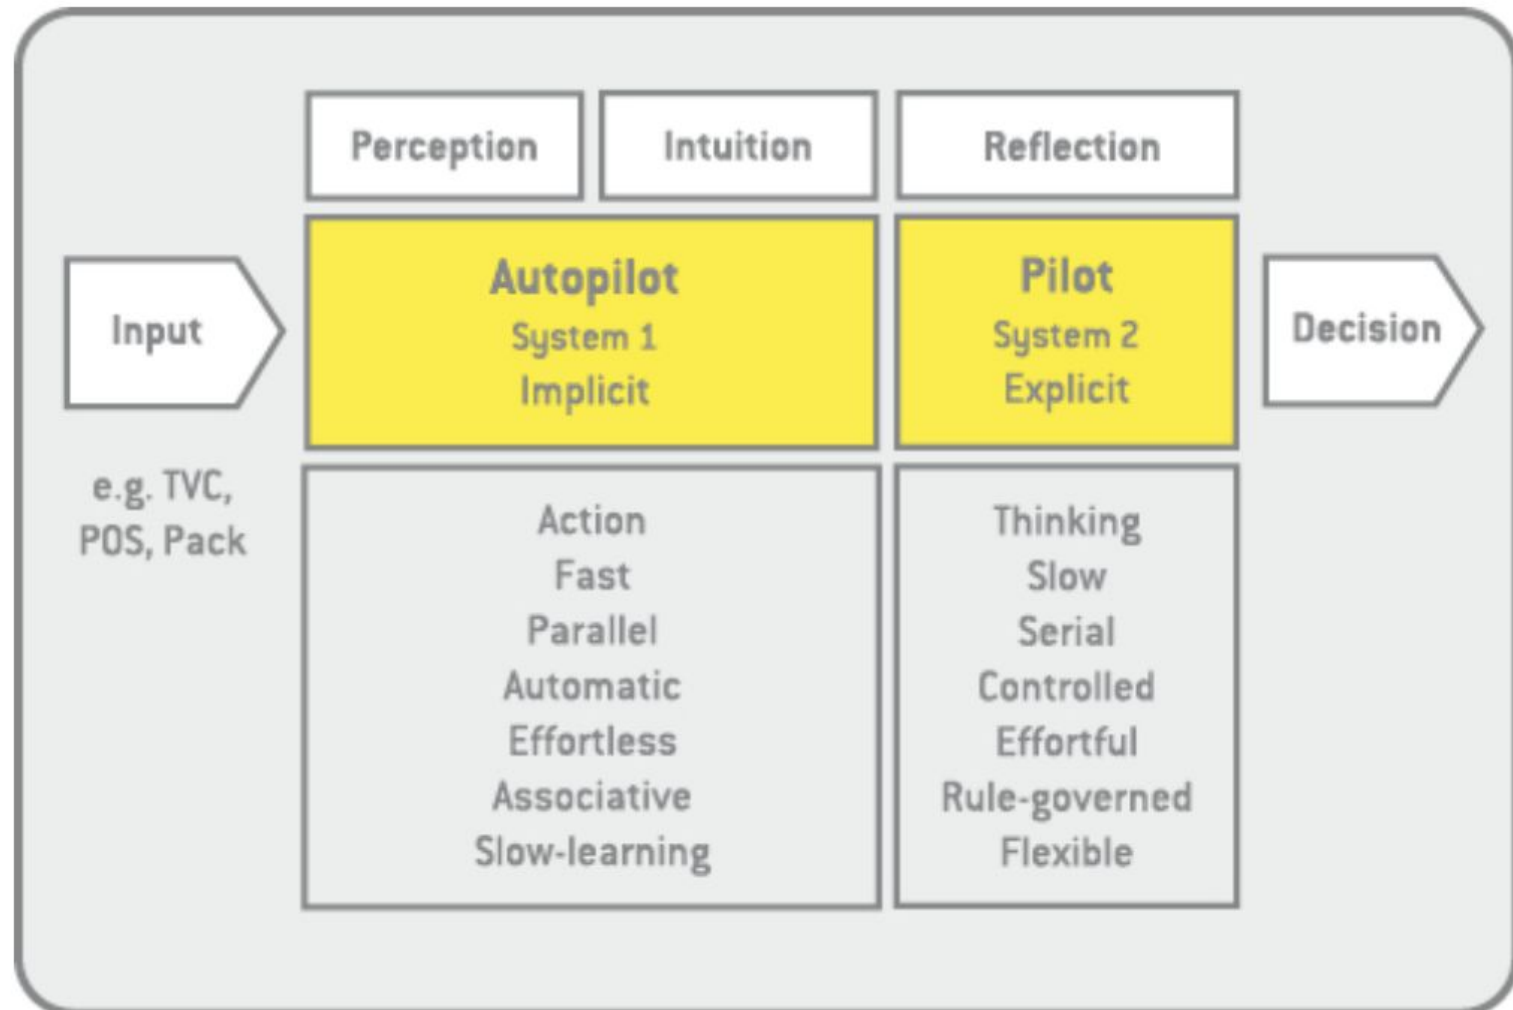 Perception
Intuition
Reflection
Input
e.g. TVC,
POS, Pack
Autopilot
System 1
Implicit
Pilot
System 2
Explicit
Decision
Action
Fast
Parallel
Automatic
Effortless
Associative
Slow-learning
Thinking
Slow
Serial
Controlled
Effortful
Rule-governed
Flexible